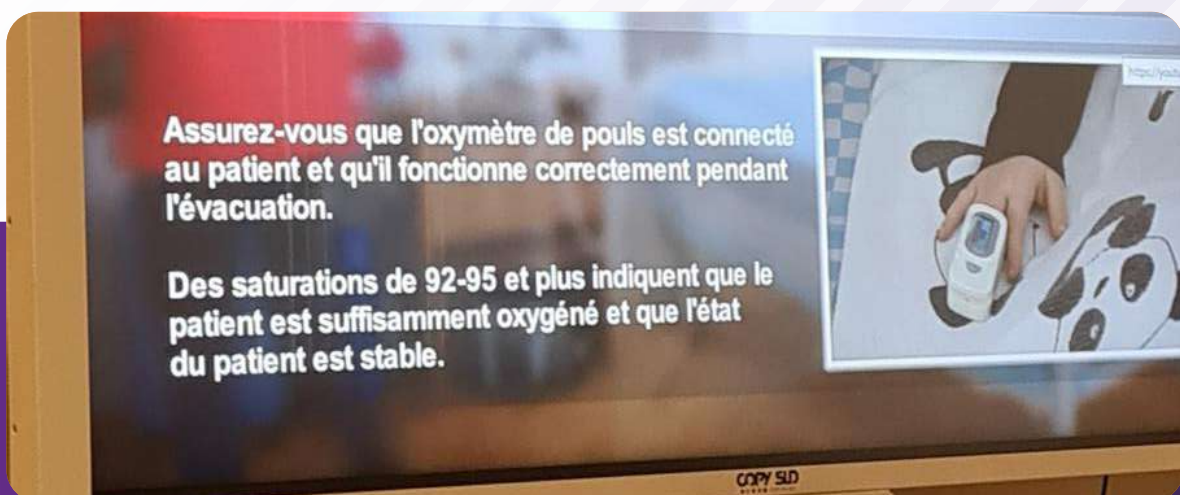 Assurez-vous que l'oxymètre de pouls est connecté
au patient et qu'il fonctionne correctement pendant
l'évacuation.
Des saturations de 92-95 et plus indiquent que le
patient est suffisamment oxygéné et que l'état
du patient est stable.
COPY SUD